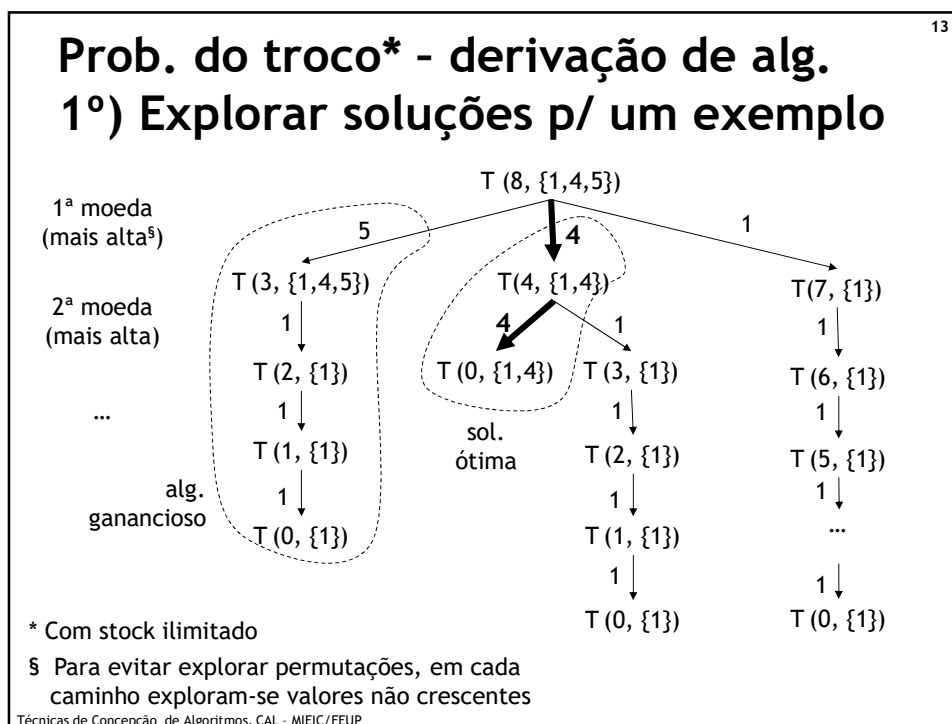 13
Prob. do troco* – derivação de alg.
1º) Explorar soluções p/ um exemplo
T (8, {1,4,5})
1ª moeda
(mais alta§)
5
4
1
T (3, {1,4,5})
T(4, {1,4})
T(7, {1})
2ª moeda
(mais alta)
1
4
1
1
T (2, {1})
T (0, {1,4})
T (3, {1})
T (6, {1})
...
1
1
1
sol.
ótima
T (1, {1})
T (2, {1})
T (5, {1})
alg.
ganancioso
1
1
1
T (0, {1})
T (1, {1})
...
1
1
T (0, {1})
T (0, {1})
* Com stock ilimitado
§ Para evitar explorar permutações, em cada
caminho exploram-se valores não crescentes
Técnicas de Concepção de Algoritmos, CAL – MIEIC/FEUP